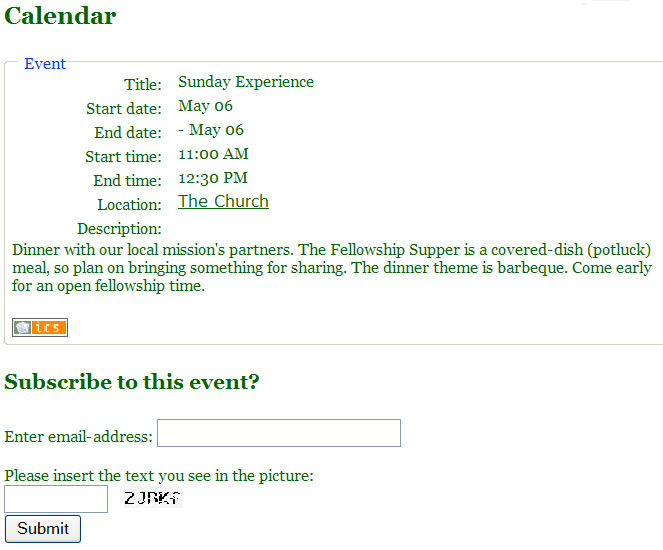 Calendar
Event
Title: Sunday Experience
Start date: May 06
End date: - May 06
Start time: 11:00 AM
End time: 12:30 PM
Location: The Church
Description:
Dinner with our local mission's partners. The Fellowship Supper is a covered-dish (potluck)
meal, so plan on bringing something for sharing. The dinner theme is barbeque. Come early
for an open fellowship time.
ics
Subscribe to this event?
Enter email-address:
Please insert the text you see in the picture:
Submit